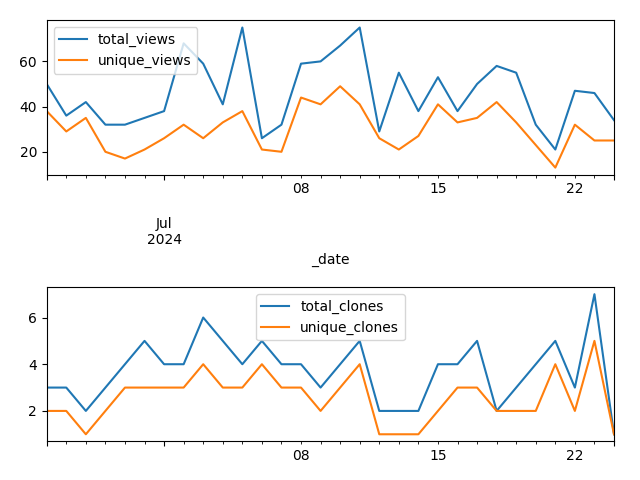 total_views
unique_views
60
40
20
08
15
22
Jul
2024
_date
total_clones
unique_clones
6
4
2
08
15
22